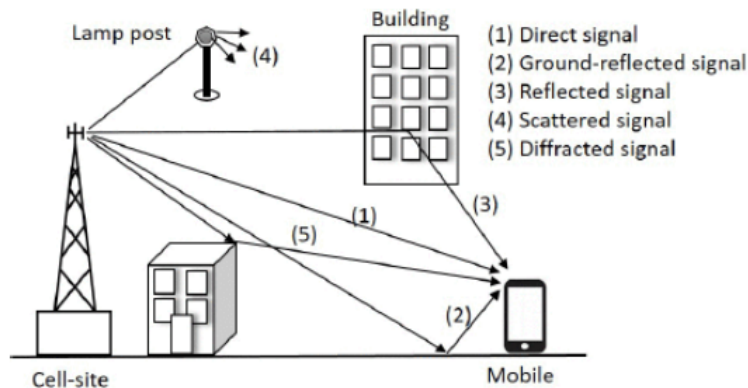 Building
Lamp post
(4)
(1) Direct signal
(2) Ground-reflected signal
(3) Reflected signal
(4) Scattered signal
(5) Diffracted signal
(3)
(1)
(5)
(2)
Cell-site
Mobile